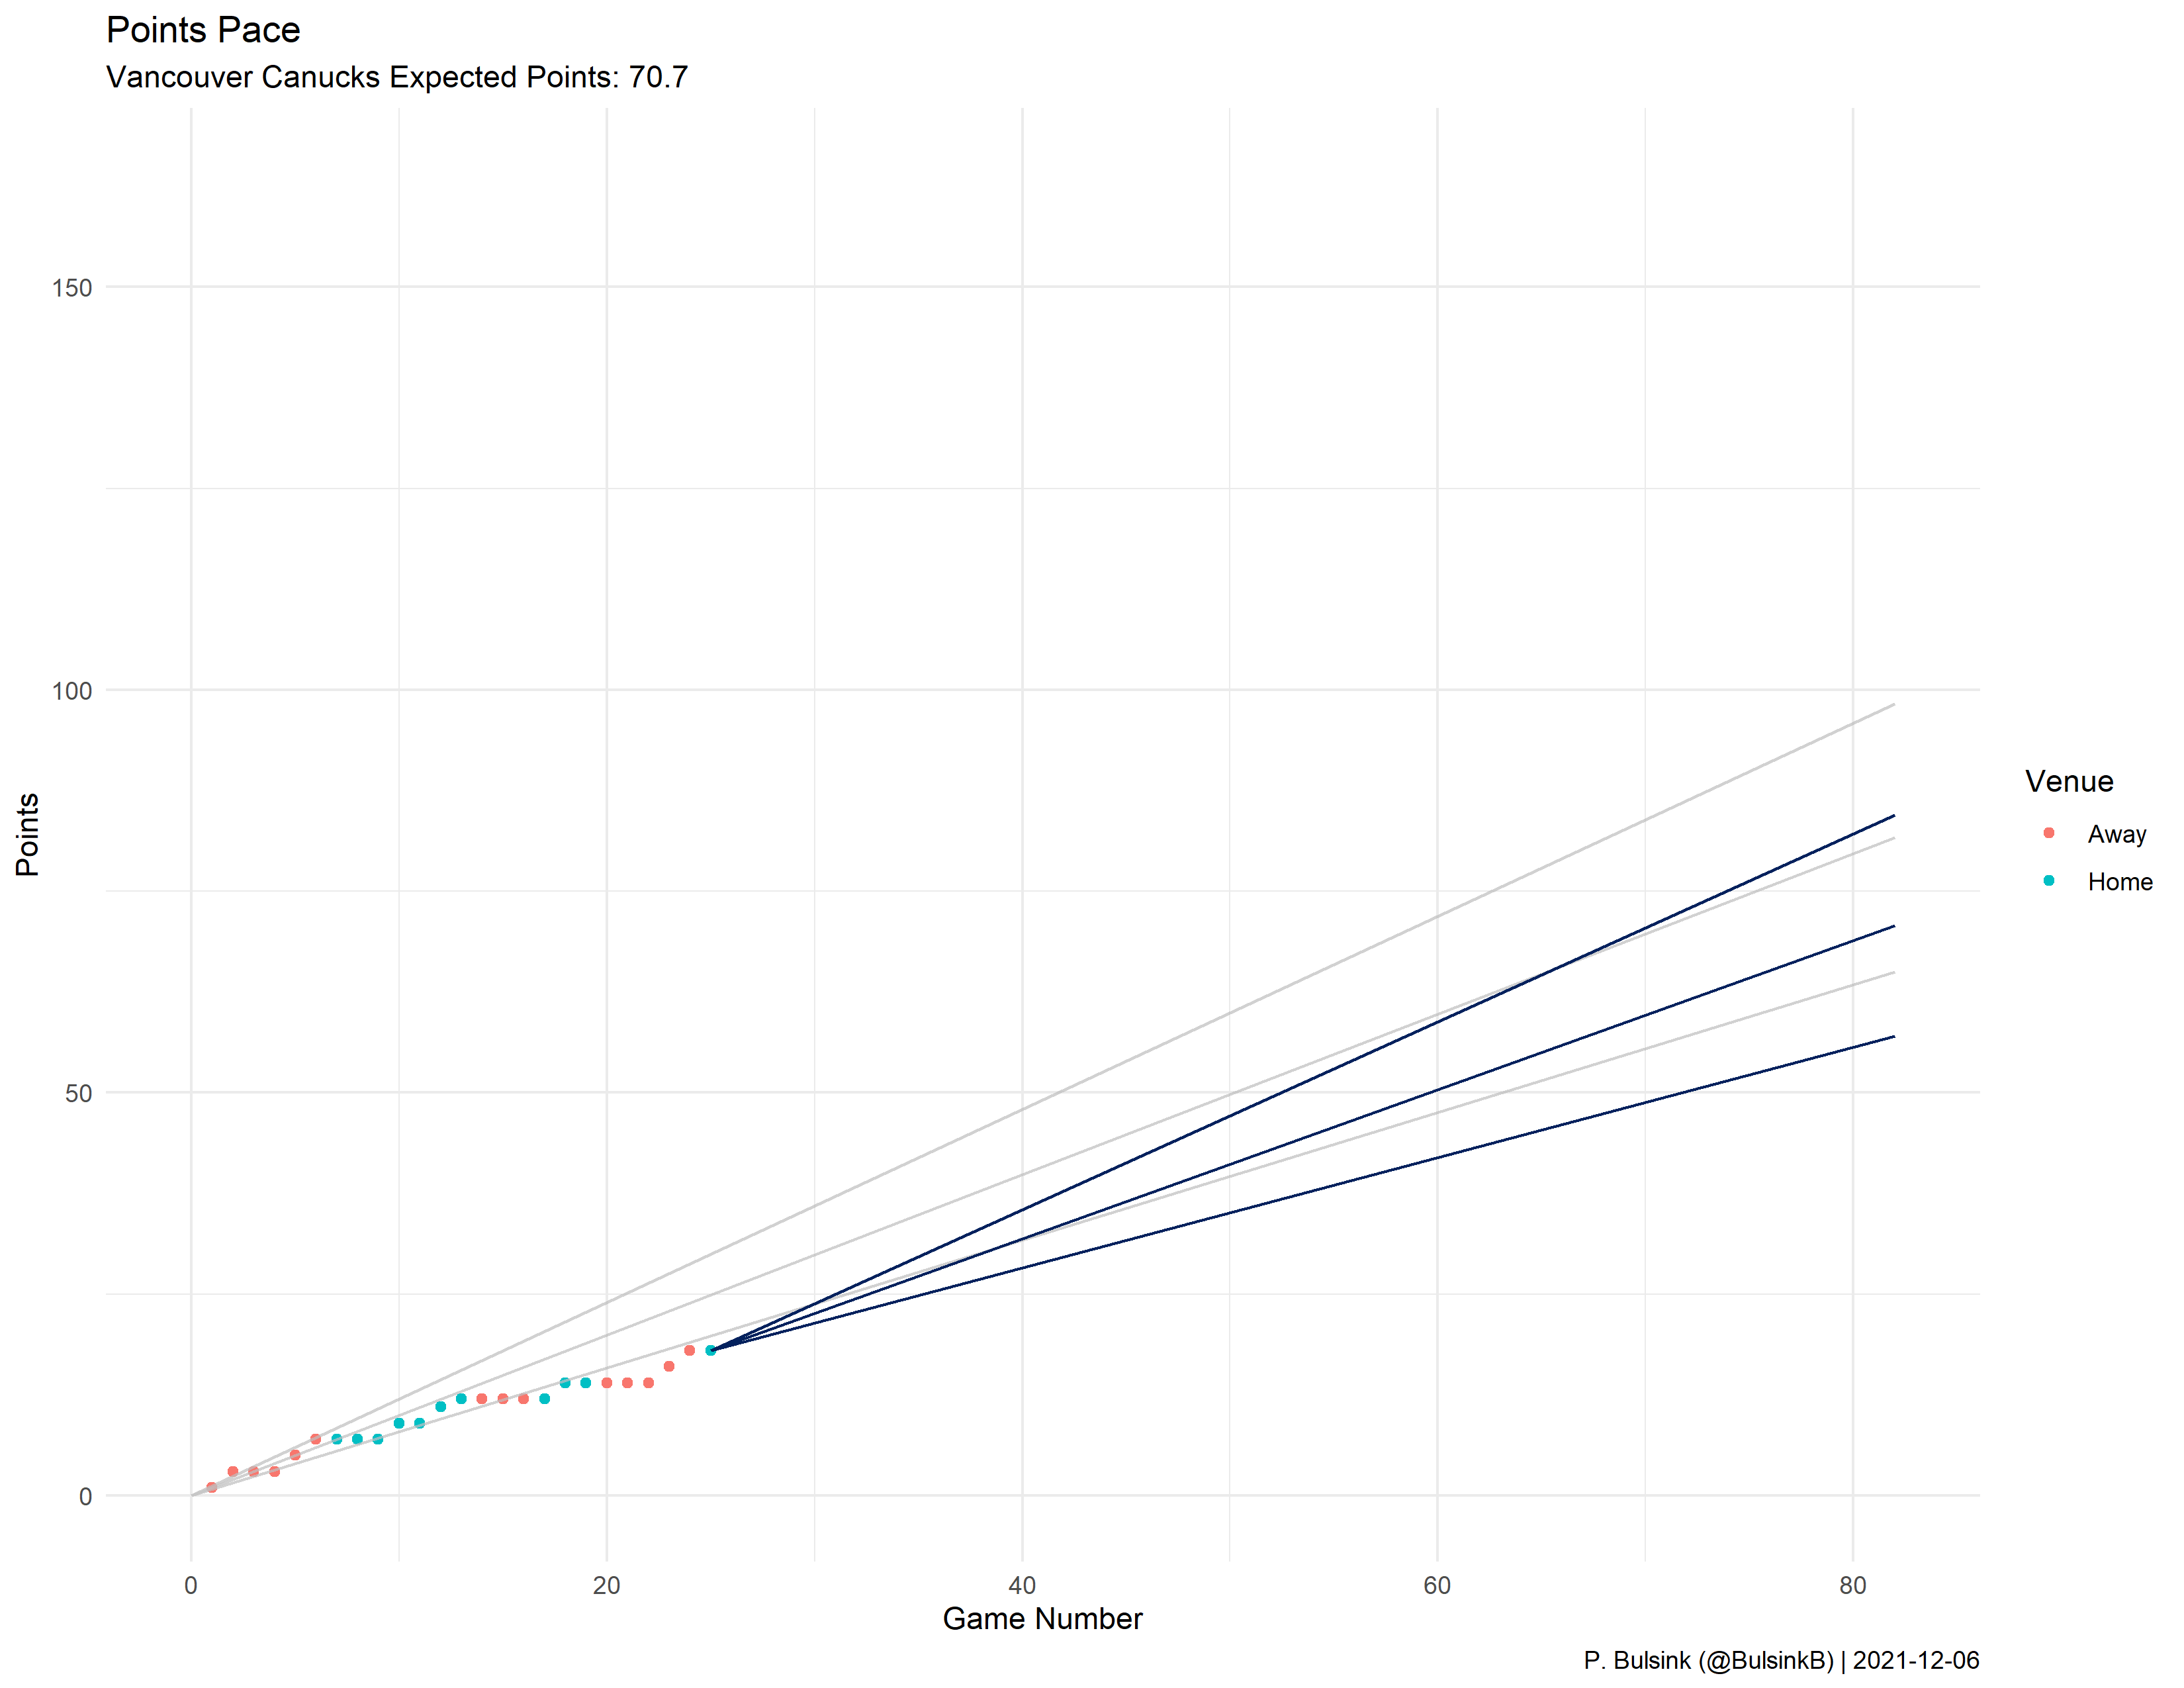 Points Pace
Vancouver Canucks Expected Points: 70.7
150
100
50
0
Points
0 20 40 60 80
Game Number
Venue
Away
Home
P. Bulsink (@BulsinkB) | 2021-12-06